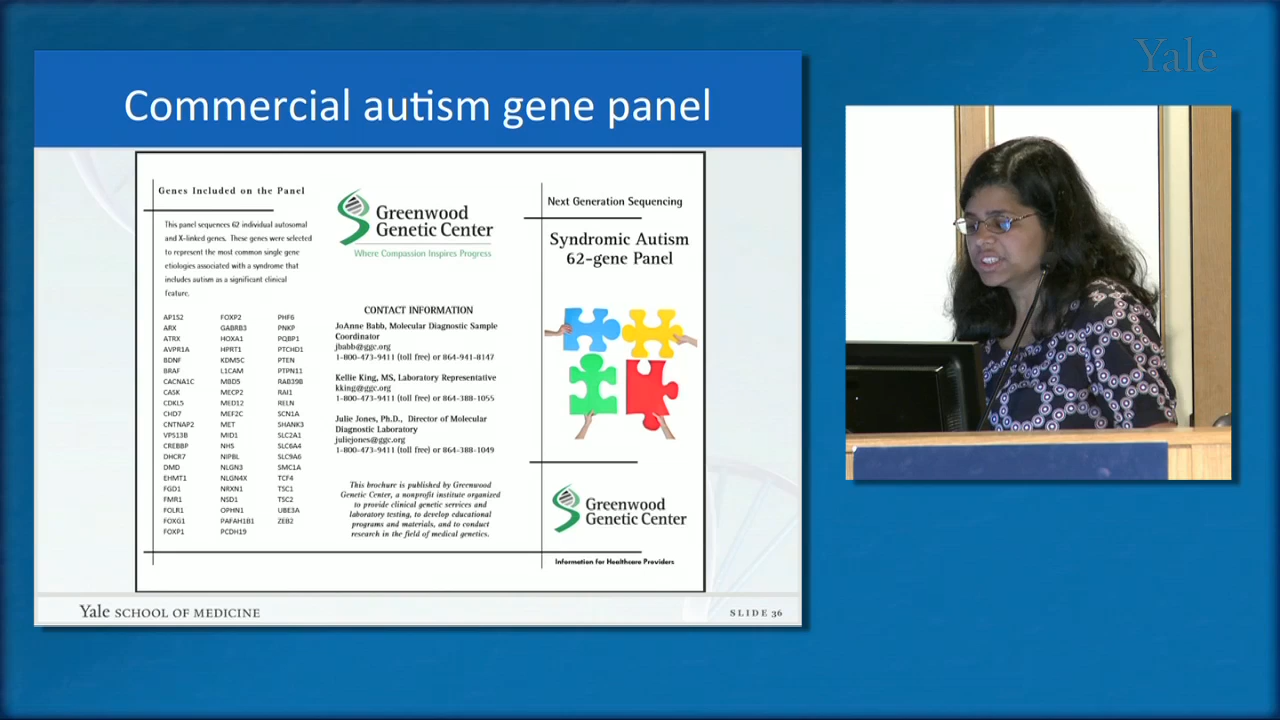 Yale
Commercial autism gene panel
Genes Included on the Panel
This panel sequences 62 individual autosomal
and X-linked genes. These genes were selected
to represent the most common single gene
etiologies associated with a syndrome that
includes autism as a significant clinical
feature.
AP1S2 FOXP2 PHF6
ARX GABRB3 PNKP
ATRX HOXA1 PQBP1
AVPR1A HPRT1 PTCHD1
BDNF KDM5C PTEN
BRAF L1CAM PTPN11
CACNA1C MBD5 RAB39B
CASK MECP2 RAI1
CDKL5 MED12 RELN
CHD7 MEF2C SCN1A
CNTNAP2 MET SHANK3
VPS13B MID1 SLC2A1
CREBBP NHS SLC6A4
DHCR7 NIPBL SLC9A6
DMD NLGN3 SMC1A
EHMT1 NLGN4X TCF4
FGD1 NRXN1 TSC1
FMR1 NSD1 TSC2
FOLR1 OPHN1 UBE3A
FOXG1 PAFAH1B1 ZEB2
FOXP1 PCDH19
Greenwood
Genetic Center
Where Compassion Inspires Progress
CONTACT INFORMATION
JoAnne Babb, Molecular Diagnostic Sample
Coordinator
jbabb@ggc.org
1-800-473-9411 (toll free) or 864-941-8147
Kellie King, MS, Laboratory Representative
kking@ggc.org
1-800-473-9411 (toll free) or 864-388-1055
Julie Jones, Ph.D., Director of Molecular
Diagnostic Laboratory
juliejones@ggc.org
1-800-473-9411 (toll free) or 864-388-1049
This brochure is published by Greenwood
Genetic Center, a nonprofit institute organized
to provide clinical genetic services and
laboratory testing, to develop educational
programs and materials, and to conduct
research in the field of medical genetics.
Next Generation Sequencing
Syndromic Autism
62-gene Panel
Greenwood
Genetic Center
Information for Healthcare Providers
Yale SCHOOL OF MEDICINE
SLIDE 36